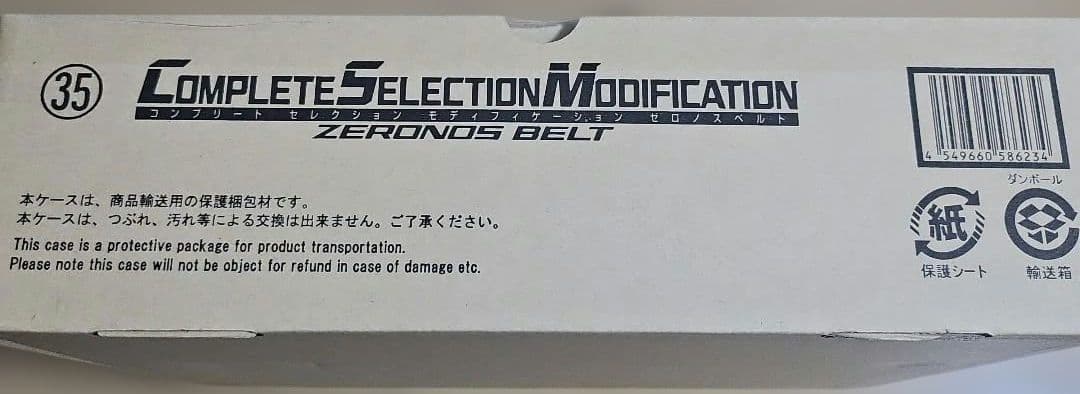 35
COMPLETE SELECTION MODIFICATION
コンプリート セレクション モディフィケーション ゼロノスベルト
ZERONOS BELT
4 549660 586234
本ケースは、商品輸送用の保護梱包材です。
本ケースは、つぶれ、汚れ等による交換は出来ません。ご了承ください。
This case is a protective package for product transportation.
Please note this case will not be object for refund in case of damage etc.
ダンボール
紙
保護シート
輸送箱